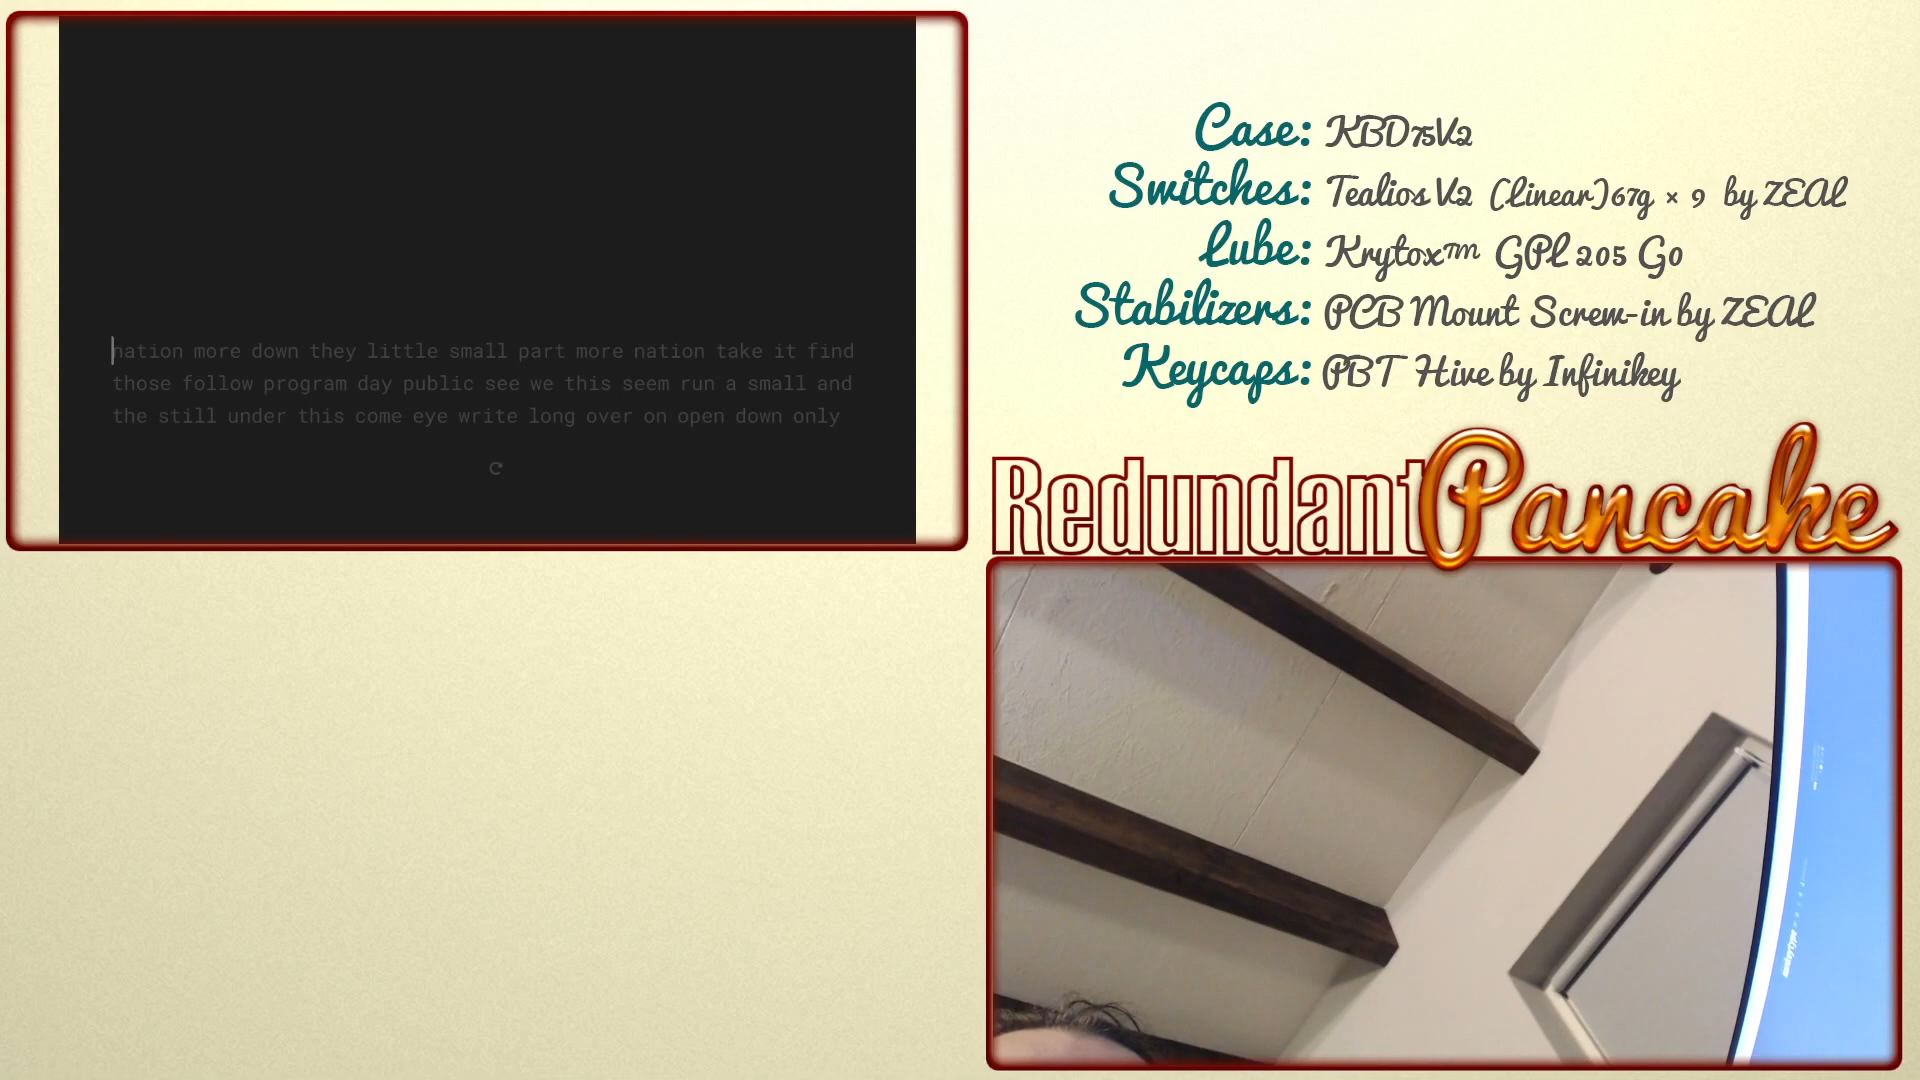 nation more down they little small part more nation take it find
those follow program day public see we this seem run a small and
the still under this come eye write long over on open down only
Case: KBD75V2
Switches: Tealios V2 (Linear) 67g × 9 by ZEAL
Lube: Krytox™ GPL 205 G0
Stabilizers: PCB Mount Screw-in by ZEAL
Keycaps: PBT Hive by Infinikey
Redundant Pancake
monkeytype